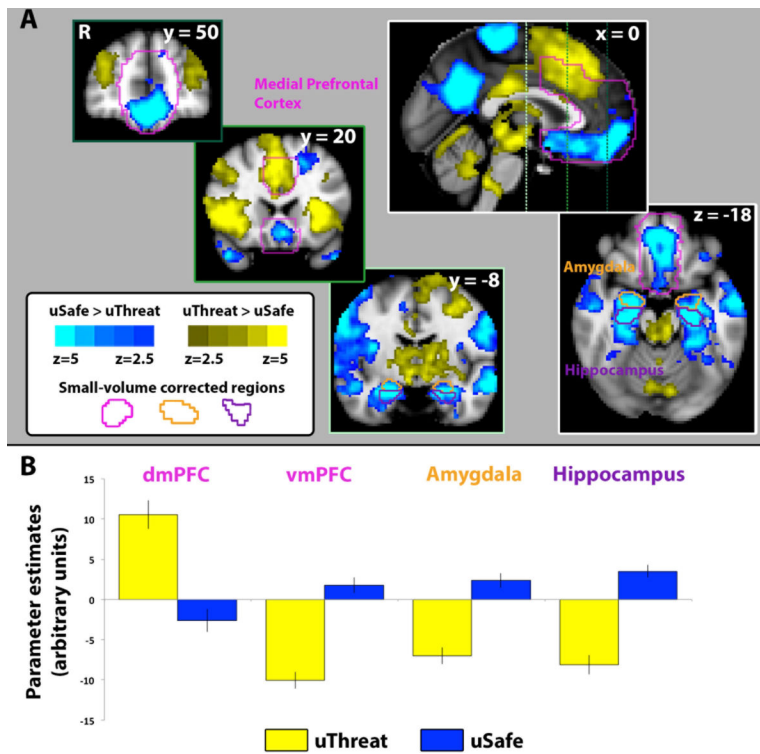 A
R
y = 50
Medial Prefrontal
Cortex
x = 0
y = 20
z = -18
Amygdala
y = -8
uSafe > uThreat
uThreat > uSafe
z=5
z=2.5
z=2.5
z=5
Small-volume corrected regions
Hippocampus
B
dmPFC
vmPFC
Amygdala
Hippocampus
Parameter estimates
(arbitrary units)
15
10
5
0
-5
-10
-15
uThreat
uSafe